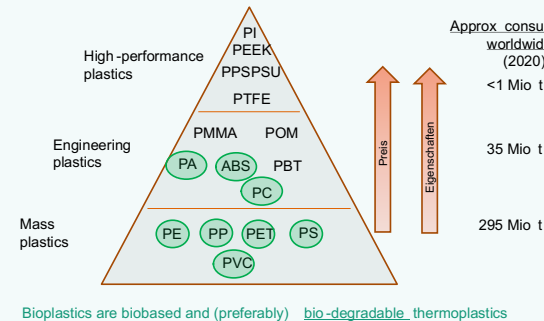 Approx consu
worldwid
(2020)
PI
PEEK
PPSPSU
PTFE
High-performance
plastics
<1 Mio t
PMMA POM
PA ABS PBT
PC
Engineering
plastics
35 Mio t
Preis
Eigenschaften
Mass
plastics
PE PP PET PS
PVC
295 Mio t
Bioplastics are biobased and (preferably) bio-degradable thermoplastics